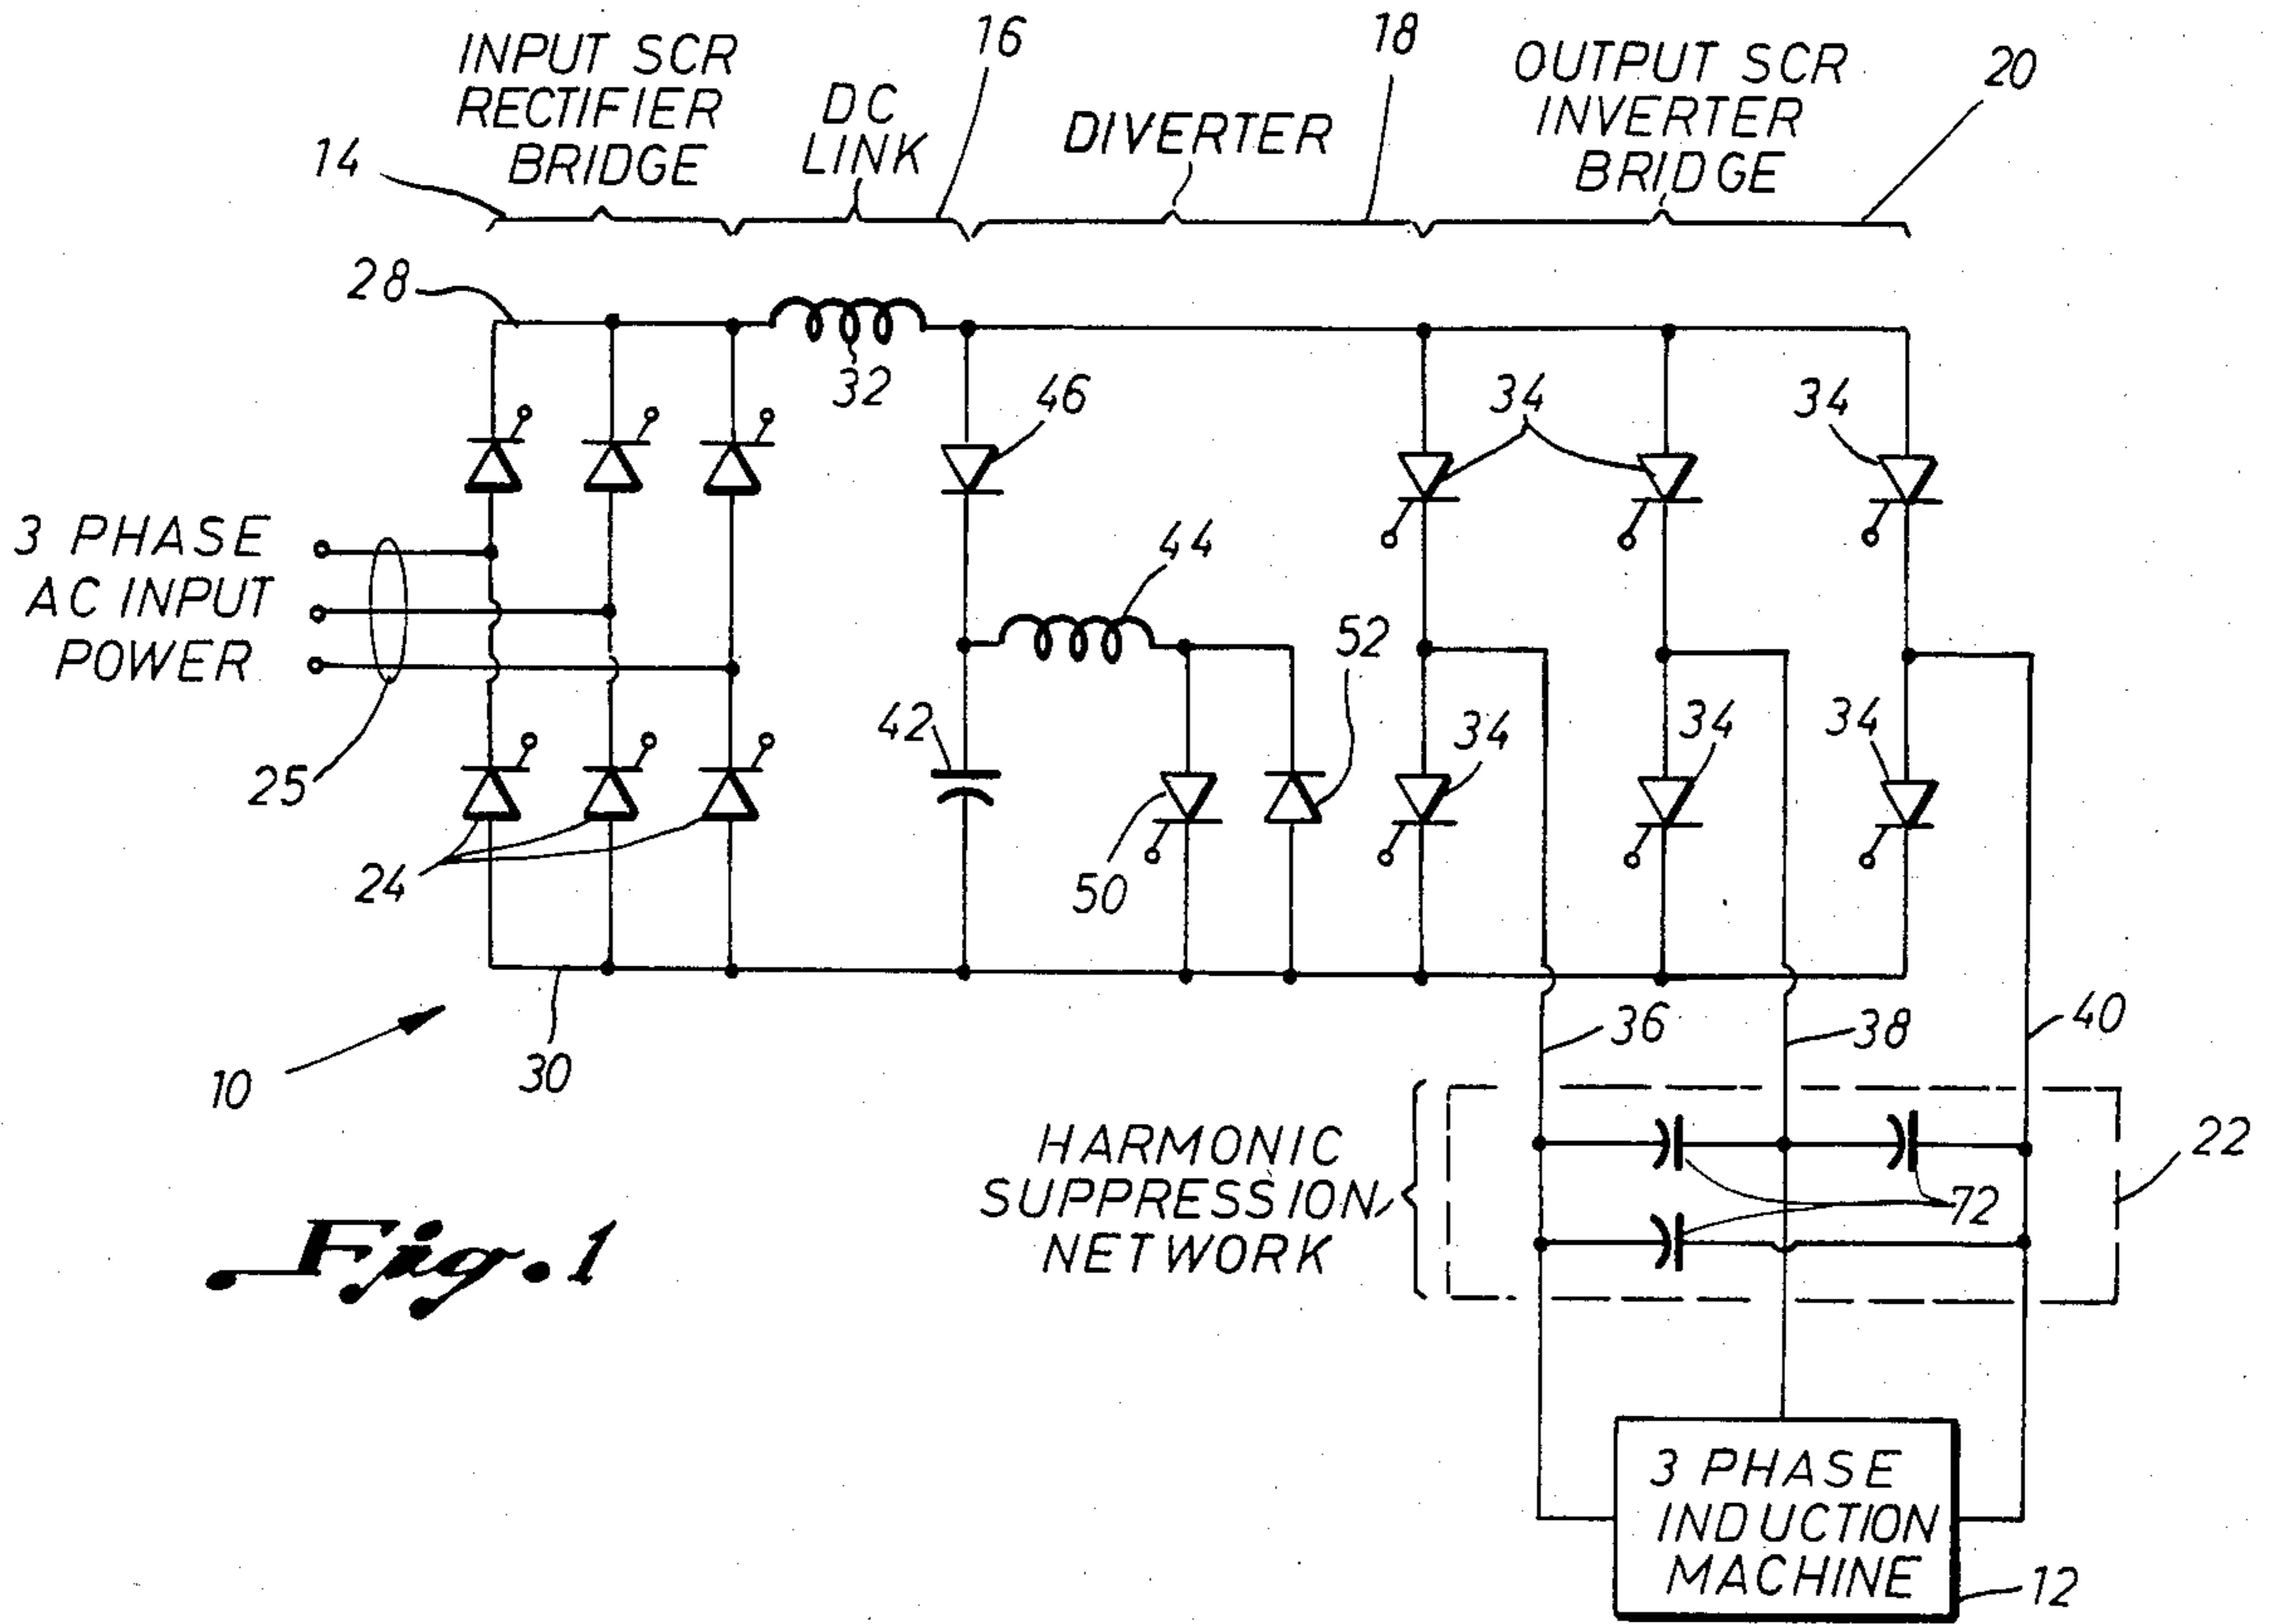 INPUT SCR
RECTIFIER
BRIDGE
DC
LINK
16
DIVERTER
18
OUTPUT SCR
INVERTER
BRIDGE
20
14
28
32
46
34
34
3 PHASE
AC INPUT
POWER
25
44
52
42
34
34
34
50
24
10
30
36
38
40
HARMONIC
SUPPRESSION
NETWORK
22
72
Fig. 1
3 PHASE
INDUCTION
MACHINE
12